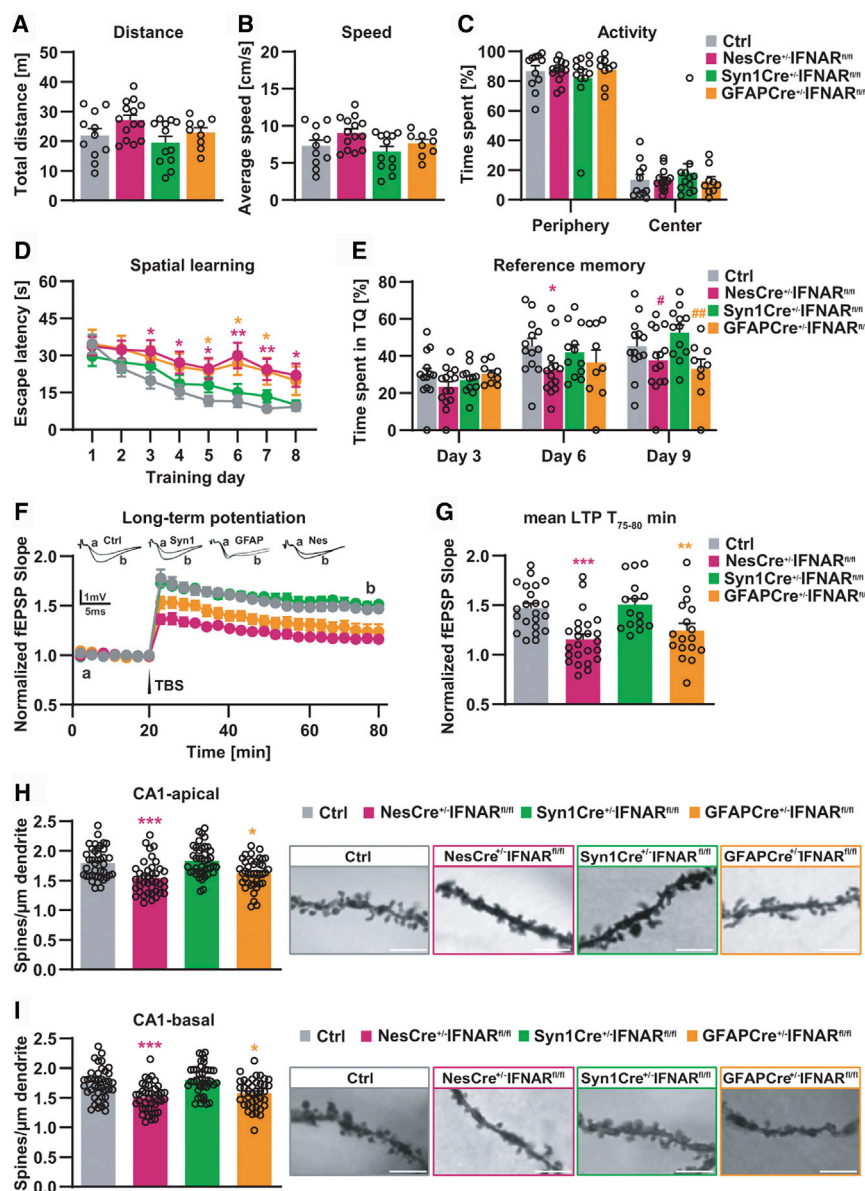 A
Distance
Total distance [m]
50
40
30
20
10
0
B
Speed
Average speed [cm/s]
20
15
10
5
0
C
Activity
Time spent [%]
100
80
60
40
20
0
Periphery
Center
Ctrl
NesCre+/-IFNARfl/fl
Syn1Cre+/-IFNARfl/fl
GFAPCre+/-IFNARfl/fl
D
Spatial learning
Escape latency [s]
60
45
30
15
0
* * * * * ** * ** *
1 2 3 4 5 6 7 8
Training day
E
Reference memory
Time spent in TQ [%]
80
60
40
20
0
*
#
##
Day 3
Day 6
Day 9
Ctrl
NesCre+/-IFNARfl/fl
Syn1Cre+/-IFNARfl/fl
GFAPCre+/-IFNARfl/fl
F
Long-term potentiation
a Ctrl b
a Syn1 b
a GFAP b
a Nes b
Normalized fEPSP Slope
2.0
1.5
1.0
0.5
1mV
5ms
a
b
TBS
0 20 40 60 80
Time [min]
G
mean LTP T75-80 min
Normalized fEPSP Slope
2.0
1.5
1.0
0.5
***
**
Ctrl
NesCre+/-IFNARfl/fl
Syn1Cre+/-IFNARfl/fl
GFAPCre+/-IFNARfl/fl
H
CA1-apical
Spines/μm dendrite
2.5
2.0
1.5
1.0
0.5
0.0
***
*
Ctrl NesCre+/-IFNARfl/fl Syn1Cre+/-IFNARfl/fl GFAPCre+/-IFNARfl/fl
Ctrl
NesCre+/-IFNARfl/fl
Syn1Cre+/-IFNARfl/fl
GFAPCre+/-IFNARfl/fl
I
CA1-basal
Spines/μm dendrite
2.5
2.0
1.5
1.0
0.5
0.0
***
*
Ctrl NesCre+/-IFNARfl/fl Syn1Cre+/-IFNARfl/fl GFAPCre+/-IFNARfl/fl
Ctrl
NesCre+/-IFNARfl/fl
Syn1Cre+/-IFNARfl/fl
GFAPCre+/-IFNARfl/fl